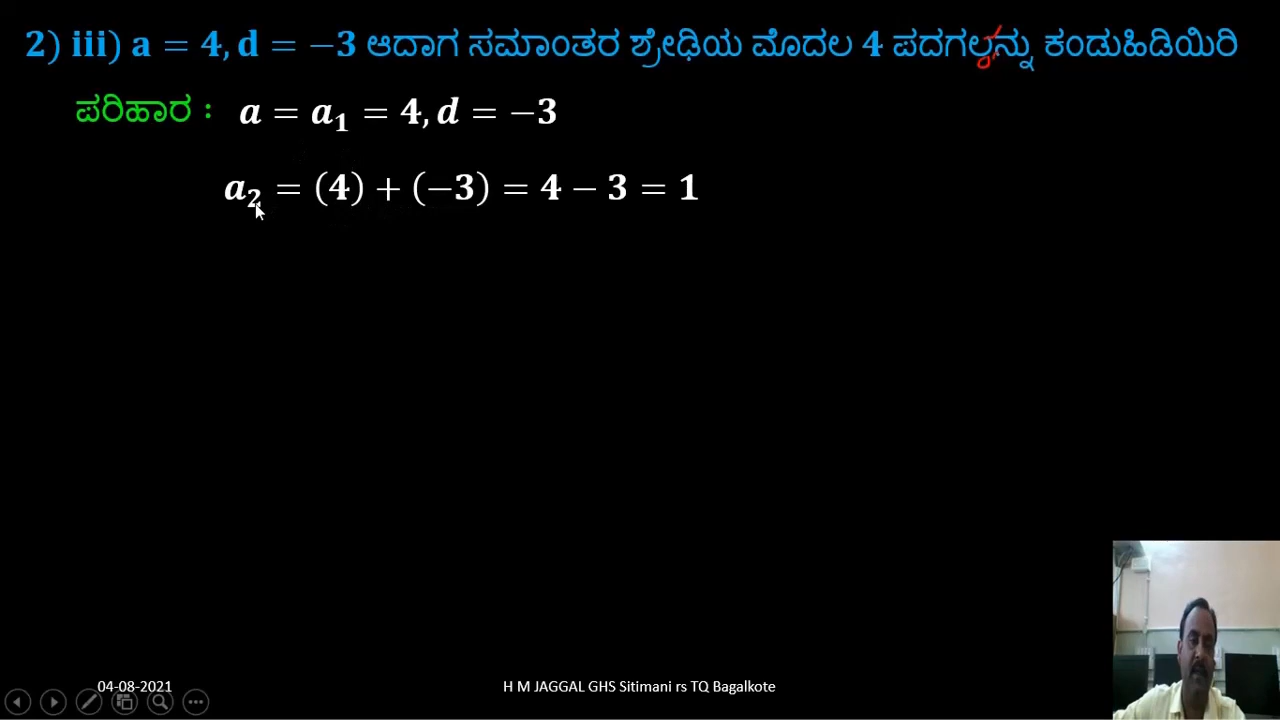 2) iii) a = 4, d = −3 ಆದಾಗ ಸಮಾಂತರ ಶ್ರೇಢಿಯ ಮೊದಲ 4 ಪದಗಳನ್ನು ಕಂಡುಹಿಡಿಯಿರಿ
ಪರಿಹಾರ : a = a₁ = 4, d = −3
a₂ = (4) + (−3) = 4 − 3 = 1
04-08-2021 H M JAGGAL GHS Sitimani rs TQ Bagalkote